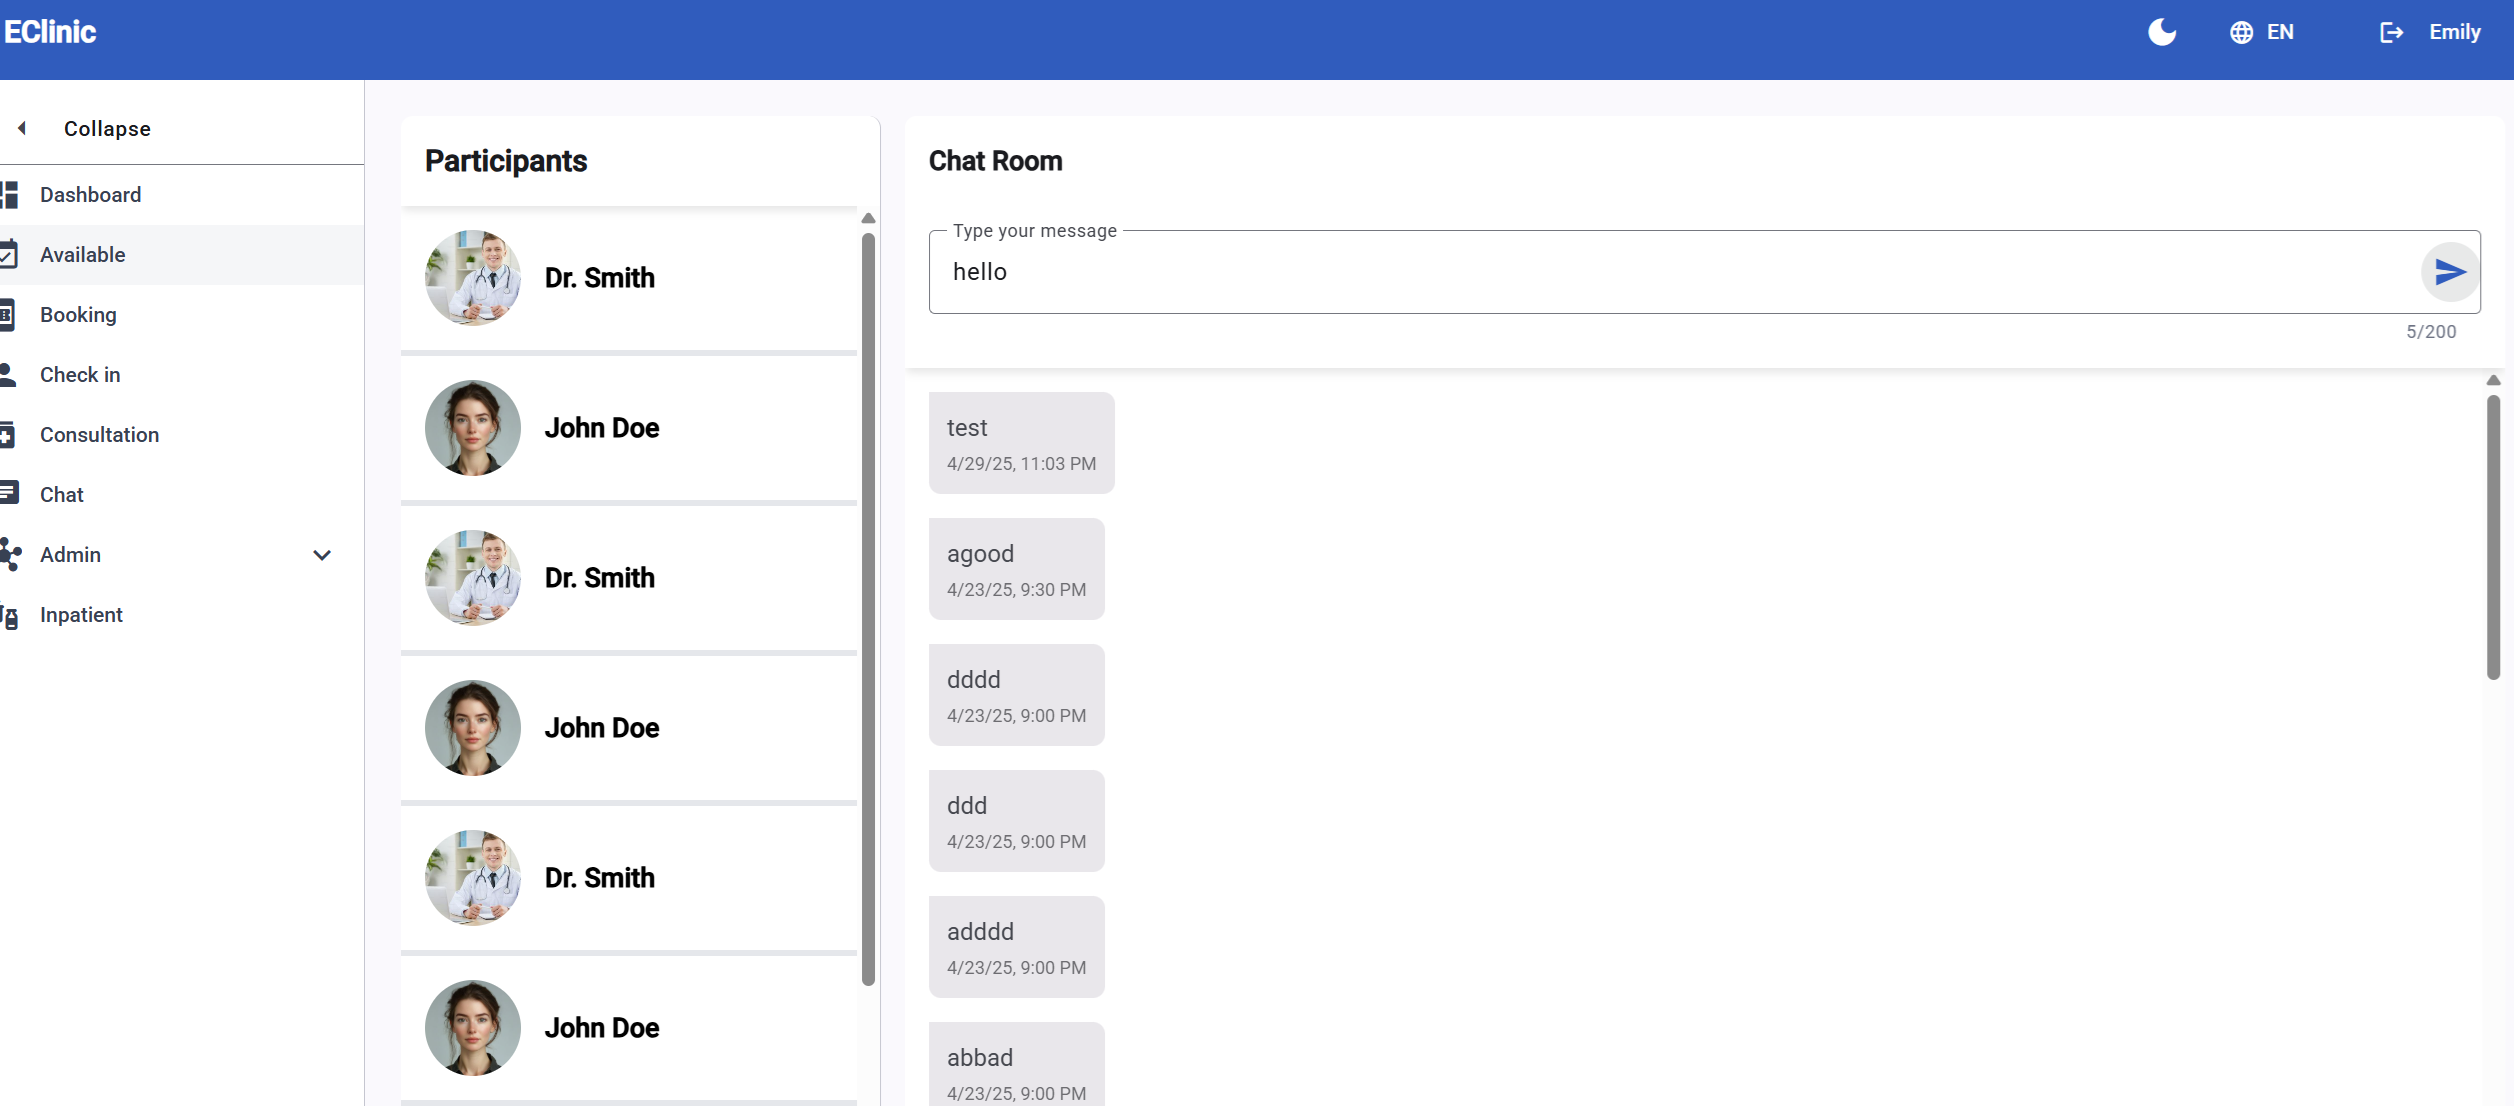 EClinic
EN
Emily
Collapse
Dashboard
Available
Booking
Check in
Consultation
Chat
Admin
Inpatient
Participants
Dr. Smith
John Doe
Dr. Smith
John Doe
Dr. Smith
John Doe
Chat Room
Type your message
hello
5/200
test
4/29/25, 11:03 PM
agood
4/23/25, 9:30 PM
dddd
4/23/25, 9:00 PM
ddd
4/23/25, 9:00 PM
adddd
4/23/25, 9:00 PM
abbad
4/23/25, 9:00 PM